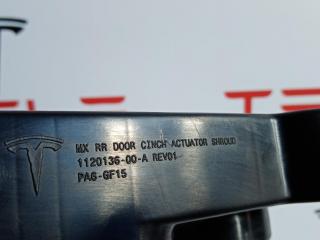 MX RR DOOR CINCH ACTUATOR SHROUD
1120136-00-A REV01
PA6-GF15